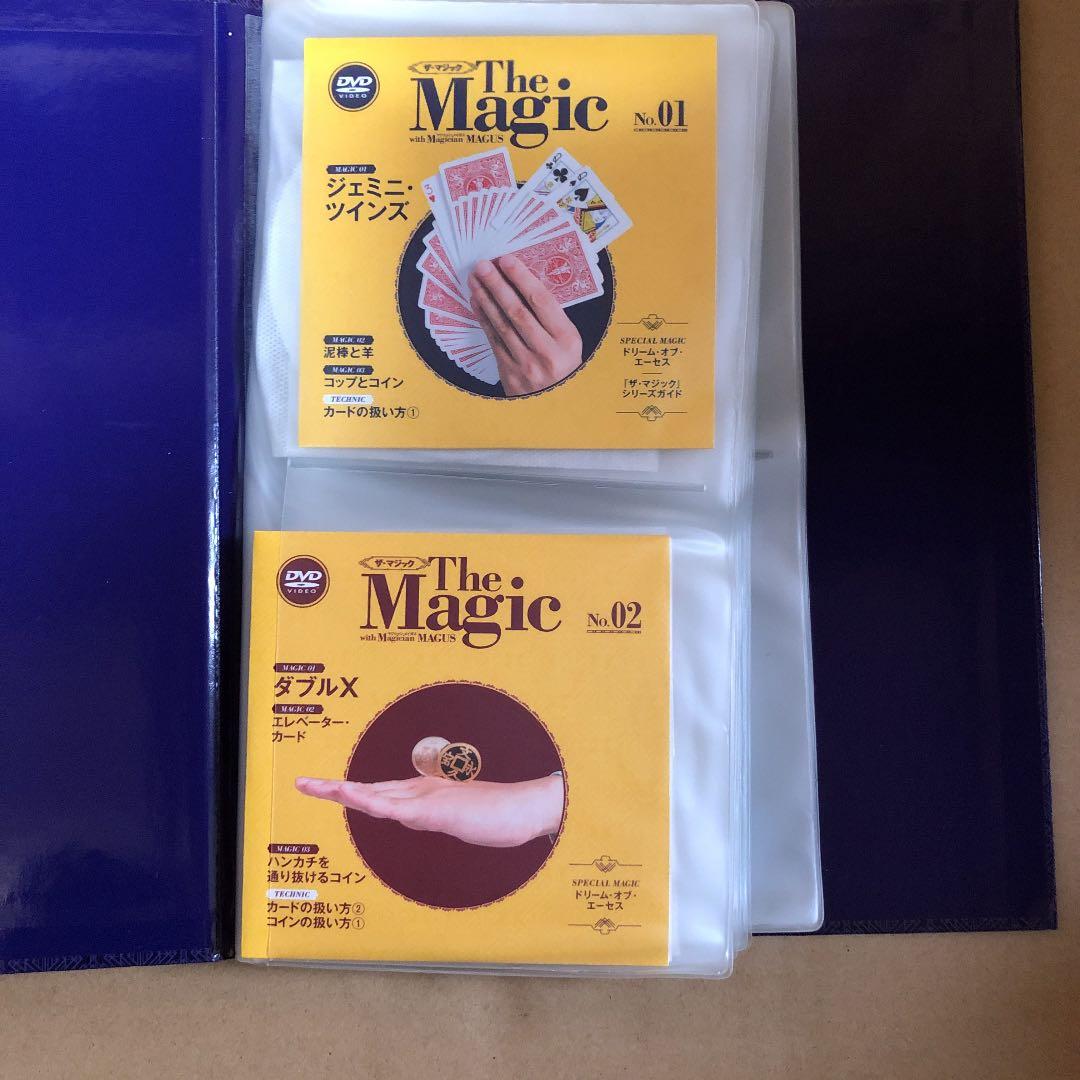 DVD
VIDEO
ザ・マジック
The
Magic
with Magician MAGUS
No.01
MAGIC 01
ジェミニ・
ツインズ
3
MAGIC 02
泥棒と羊
MAGIC 03
コップとコイン
TECHNIC
カードの扱い方①
SPECIAL MAGIC
ドリーム・オブ・
エーセス
『ザ・マジック』
シリーズガイド
DVD
VIDEO
ザ・マジック
The
Magic
with Magician MAGUS
No.02
MAGIC 01
ダブルX
MAGIC 02
エレベーター・
カード
MAGIC 03
ハンカチを
通り抜けるコイン
TECHNIC
カードの扱い方②
コインの扱い方①
SPECIAL MAGIC
ドリーム・オブ・
エーセス